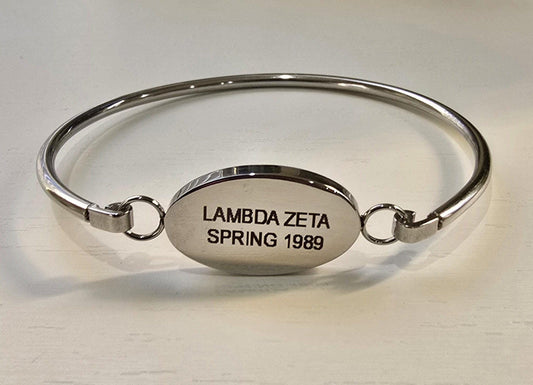 LAMBDA ZETA
SPRING 1989